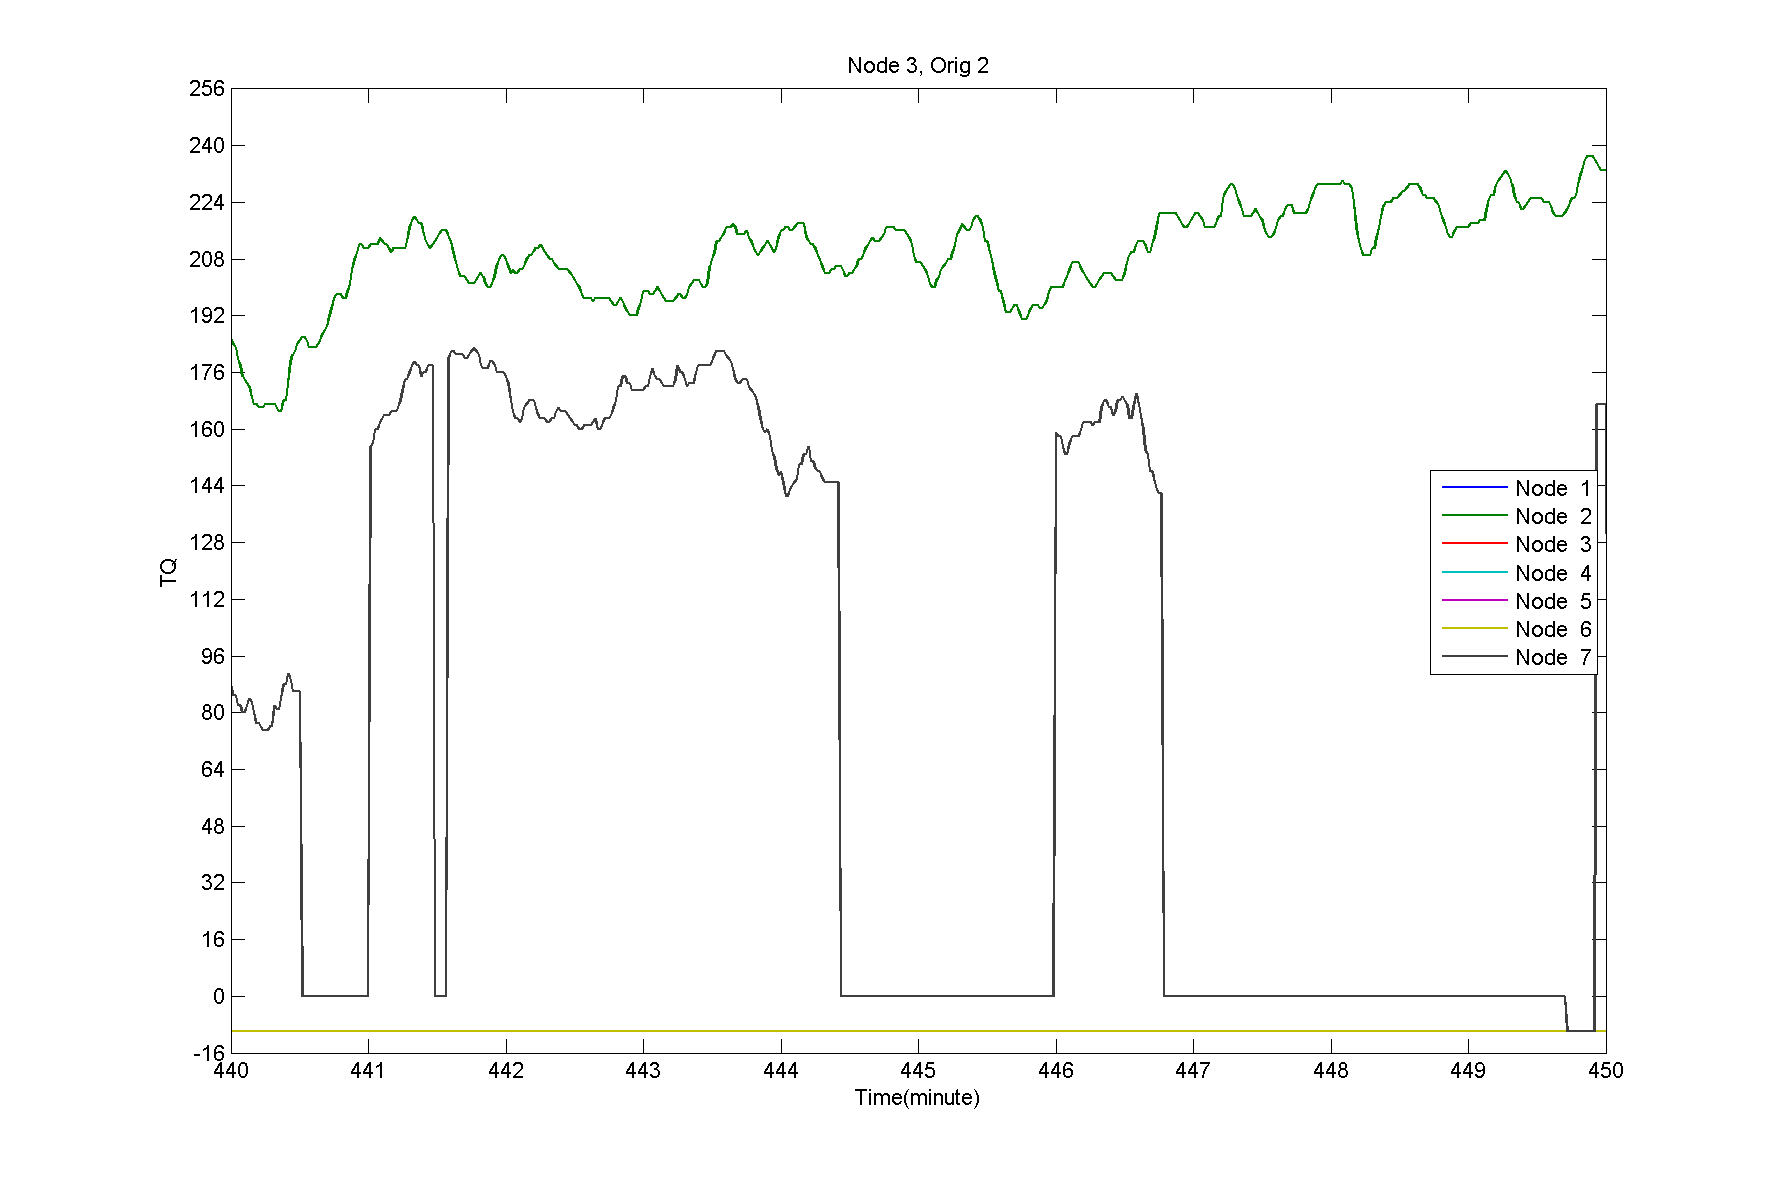 Node 3, Orig 2
256
240
224
208
192
176
160
144
128
112
96
80
64
48
32
16
0
-16
TQ
Node 1
Node 2
Node 3
Node 4
Node 5
Node 6
Node 7
440 441 442 443 444 445 446 447 448 449 450
Time(minute)